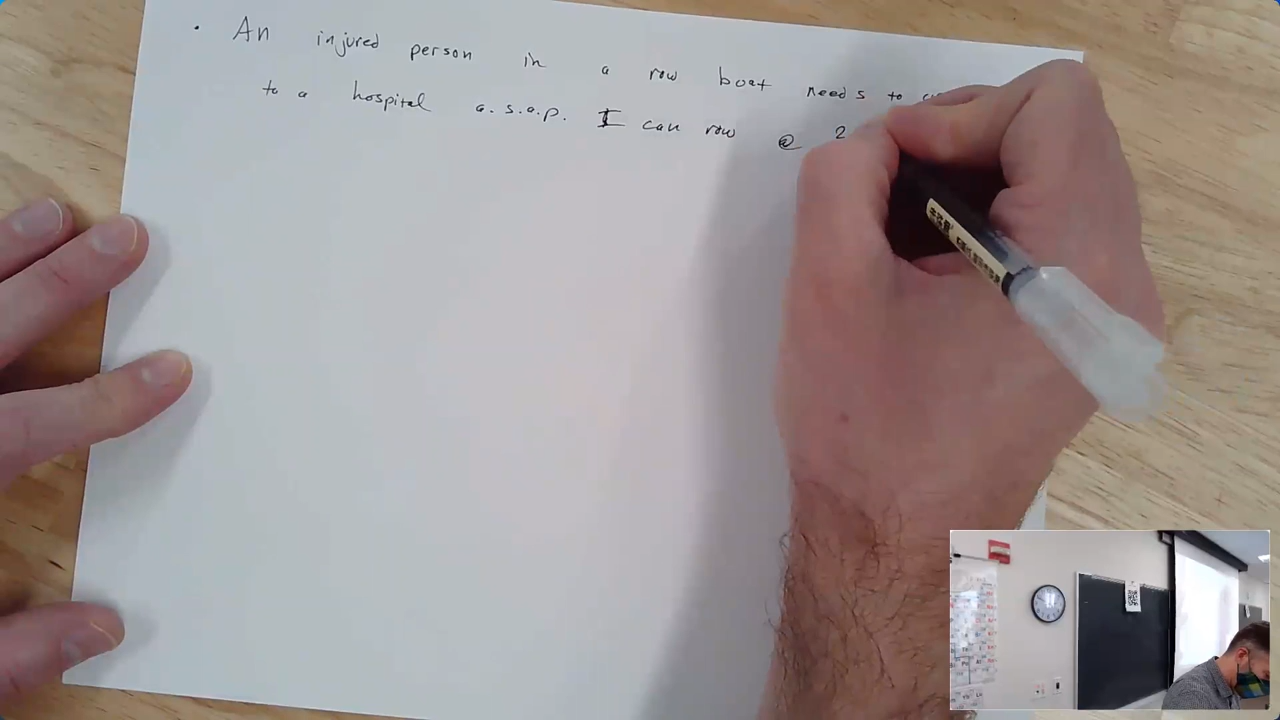 · An injured person in a row boat needs to
to a hospital a.s.a.p. I can row @ 2